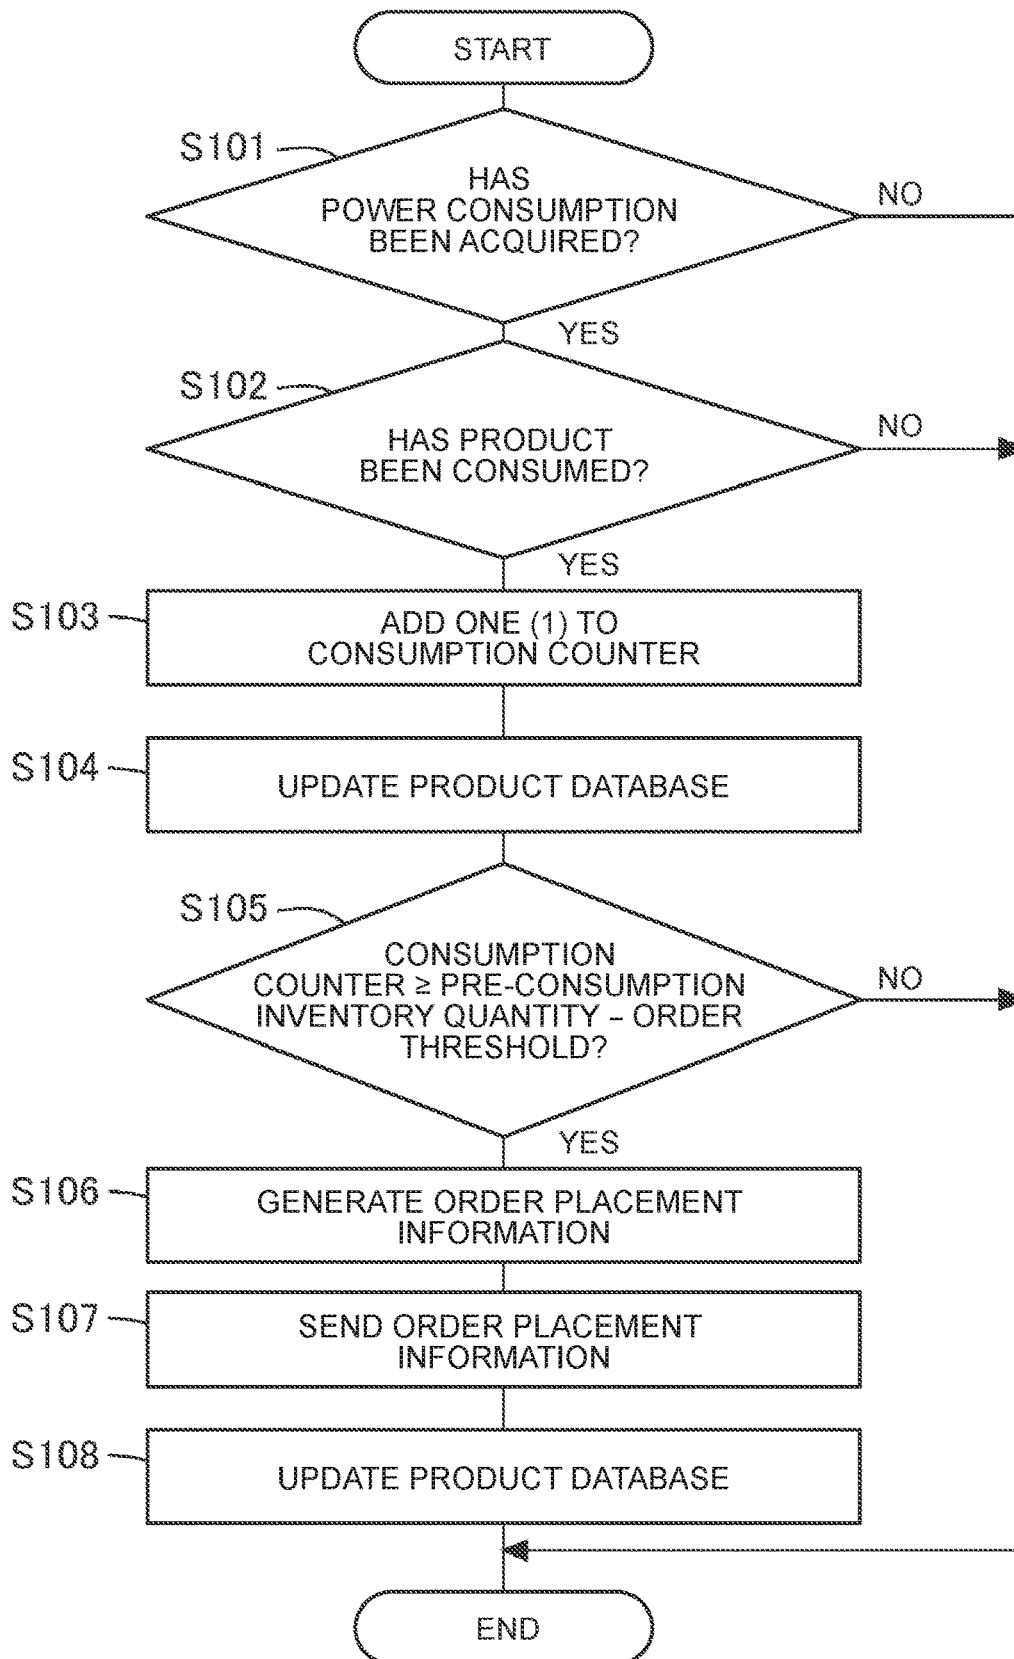 START
S101
HAS
POWER CONSUMPTION
BEEN ACQUIRED?
NO
YES
S102
HAS PRODUCT
BEEN CONSUMED?
NO
YES
S103
ADD ONE (1) TO
CONSUMPTION COUNTER
S104
UPDATE PRODUCT DATABASE
S105
CONSUMPTION
COUNTER ≥ PRE-CONSUMPTION
INVENTORY QUANTITY – ORDER
THRESHOLD?
NO
YES
S106
GENERATE ORDER PLACEMENT
INFORMATION
S107
SEND ORDER PLACEMENT
INFORMATION
S108
UPDATE PRODUCT DATABASE
END